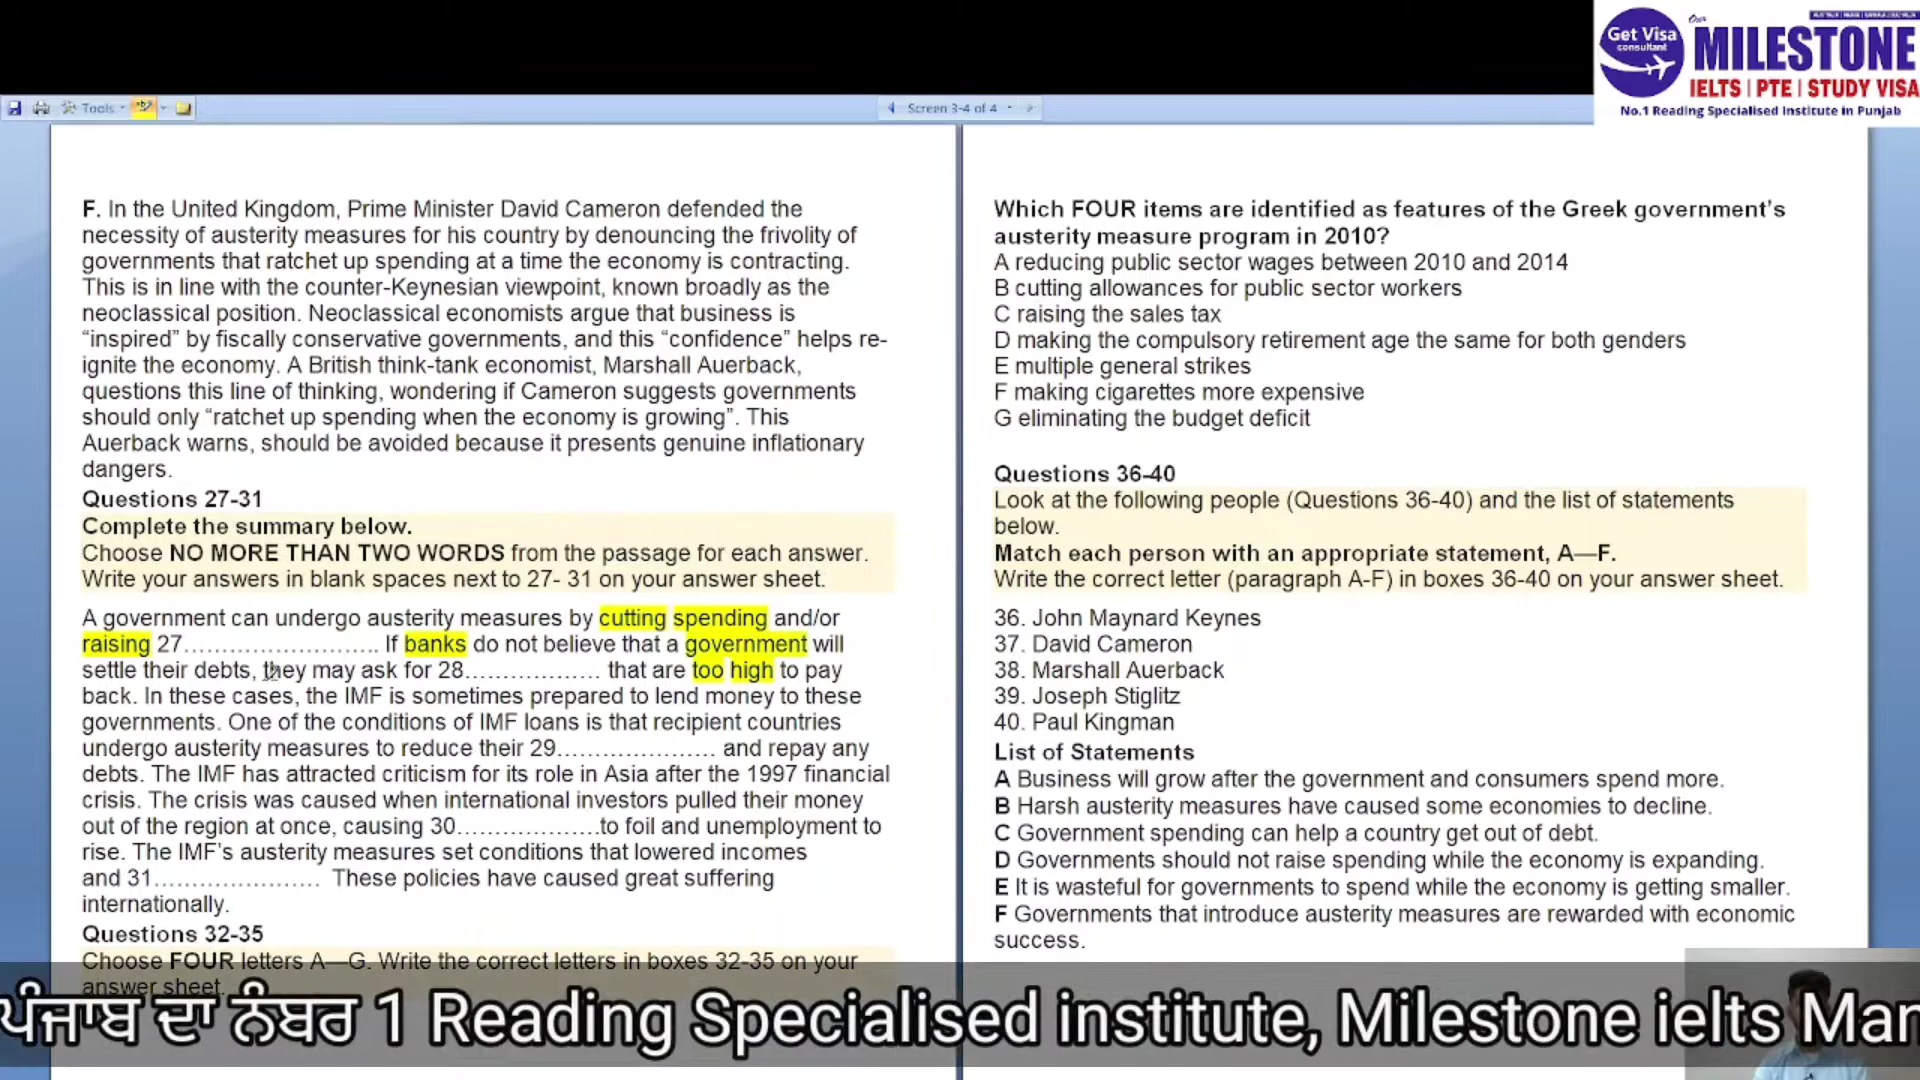 Get Visa
consultant
Our
MILESTONE
IELTS | PTE | STUDY VISA
No.1 Reading Specialised Institute in Punjab
Tools
Screen 3-4 of 4
F. In the United Kingdom, Prime Minister David Cameron defended the
necessity of austerity measures for his country by denouncing the frivolity of
governments that ratchet up spending at a time the economy is contracting.
This is in line with the counter-Keynesian viewpoint, known broadly as the
neoclassical position. Neoclassical economists argue that business is
“inspired” by fiscally conservative governments, and this “confidence” helps re-
ignite the economy. A British think-tank economist, Marshall Auerback,
questions this line of thinking, wondering if Cameron suggests governments
should only “ratchet up spending when the economy is growing”. This
Auerback warns, should be avoided because it presents genuine inflationary
dangers.
Questions 27-31
Complete the summary below.
Choose NO MORE THAN TWO WORDS from the passage for each answer.
Write your answers in blank spaces next to 27- 31 on your answer sheet.
A government can undergo austerity measures by cutting spending and/or
raising 27........................... If banks do not believe that a government will
settle their debts, they may ask for 28.................. that are too high to pay
back. In these cases, the IMF is sometimes prepared to lend money to these
governments. One of the conditions of IMF loans is that recipient countries
undergo austerity measures to reduce their 29..................... and repay any
debts. The IMF has attracted criticism for its role in Asia after the 1997 financial
crisis. The crisis was caused when international investors pulled their money
out of the region at once, causing 30...................to foil and unemployment to
rise. The IMF’s austerity measures set conditions that lowered incomes
and 31...................... These policies have caused great suffering
internationally.
Questions 32-35
Choose FOUR letters A—G. Write the correct letters in boxes 32-35 on your
answer sheet.
Which FOUR items are identified as features of the Greek government’s
austerity measure program in 2010?
A reducing public sector wages between 2010 and 2014
B cutting allowances for public sector workers
C raising the sales tax
D making the compulsory retirement age the same for both genders
E multiple general strikes
F making cigarettes more expensive
G eliminating the budget deficit
Questions 36-40
Look at the following people (Questions 36-40) and the list of statements
below.
Match each person with an appropriate statement, A—F.
Write the correct letter (paragraph A-F) in boxes 36-40 on your answer sheet.
36. John Maynard Keynes
37. David Cameron
38. Marshall Auerback
39. Joseph Stiglitz
40. Paul Kingman
List of Statements
A Business will grow after the government and consumers spend more.
B Harsh austerity measures have caused some economies to decline.
C Government spending can help a country get out of debt.
D Governments should not raise spending while the economy is expanding.
E It is wasteful for governments to spend while the economy is getting smaller.
F Governments that introduce austerity measures are rewarded with economic
success.
ਪੰਜਾਬ ਦਾ ਨੰਬਰ 1 Reading Specialised institute, Milestone ielts Man